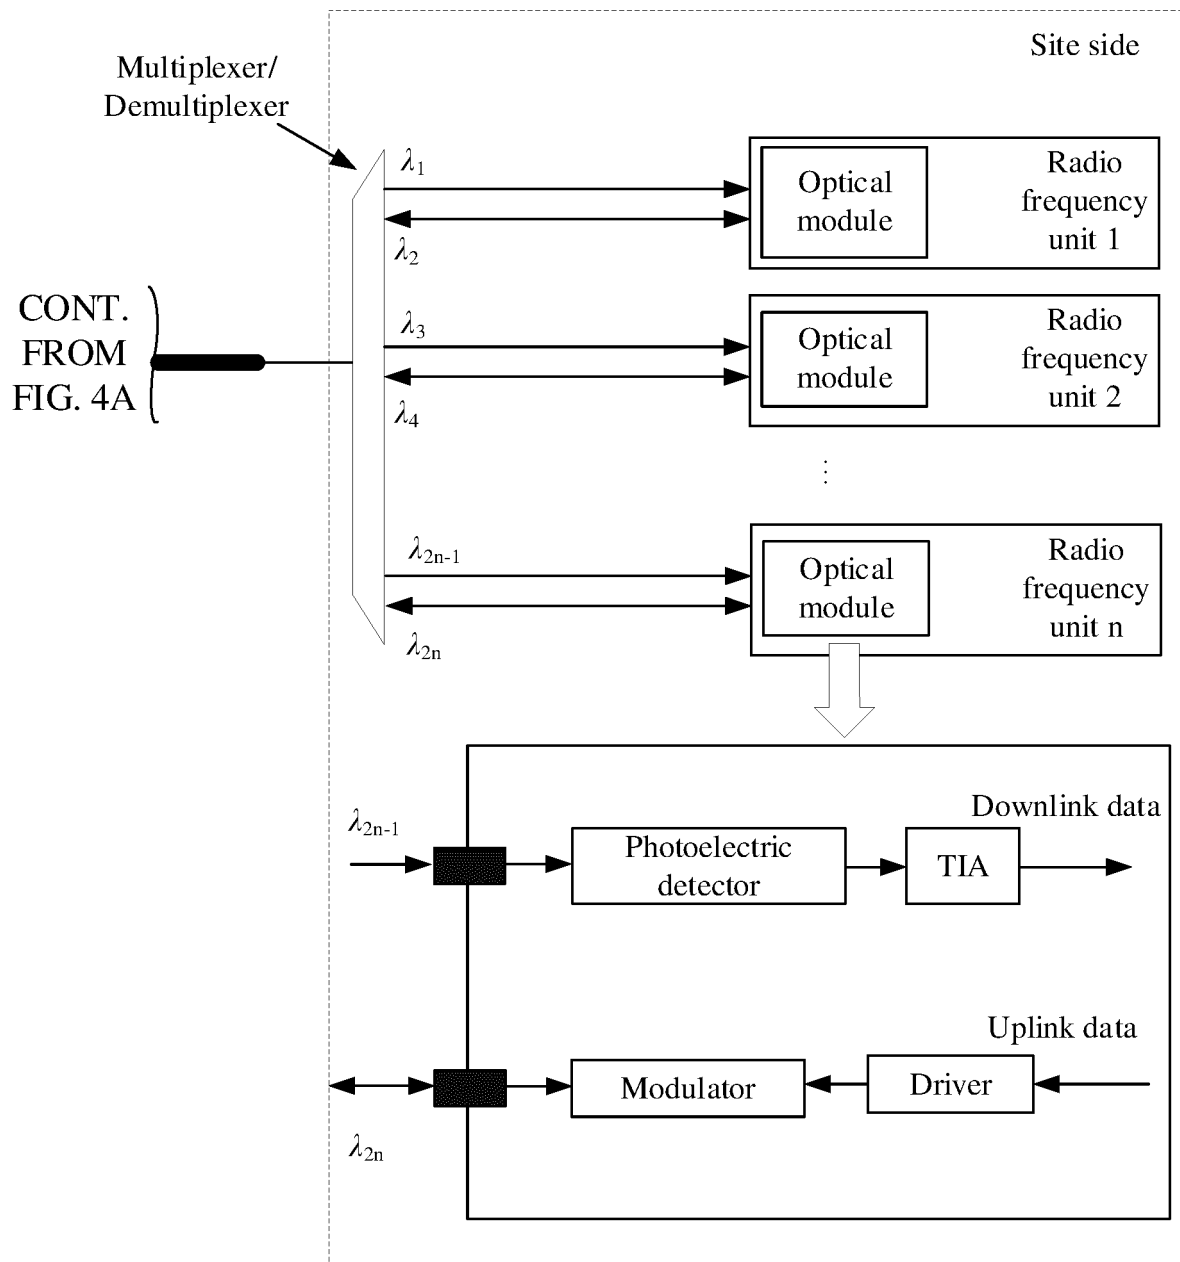 Site side
Multiplexer/
Demultiplexer
λ1
λ2
Optical
module
Radio
frequency
unit 1
CONT.
FROM
FIG. 4A
λ3
λ4
Optical
module
Radio
frequency
unit 2
⋮
λ2n-1
λ2n
Optical
module
Radio
frequency
unit n
Downlink data
λ2n-1
Photoelectric
detector
TIA
Uplink data
λ2n
Modulator
Driver